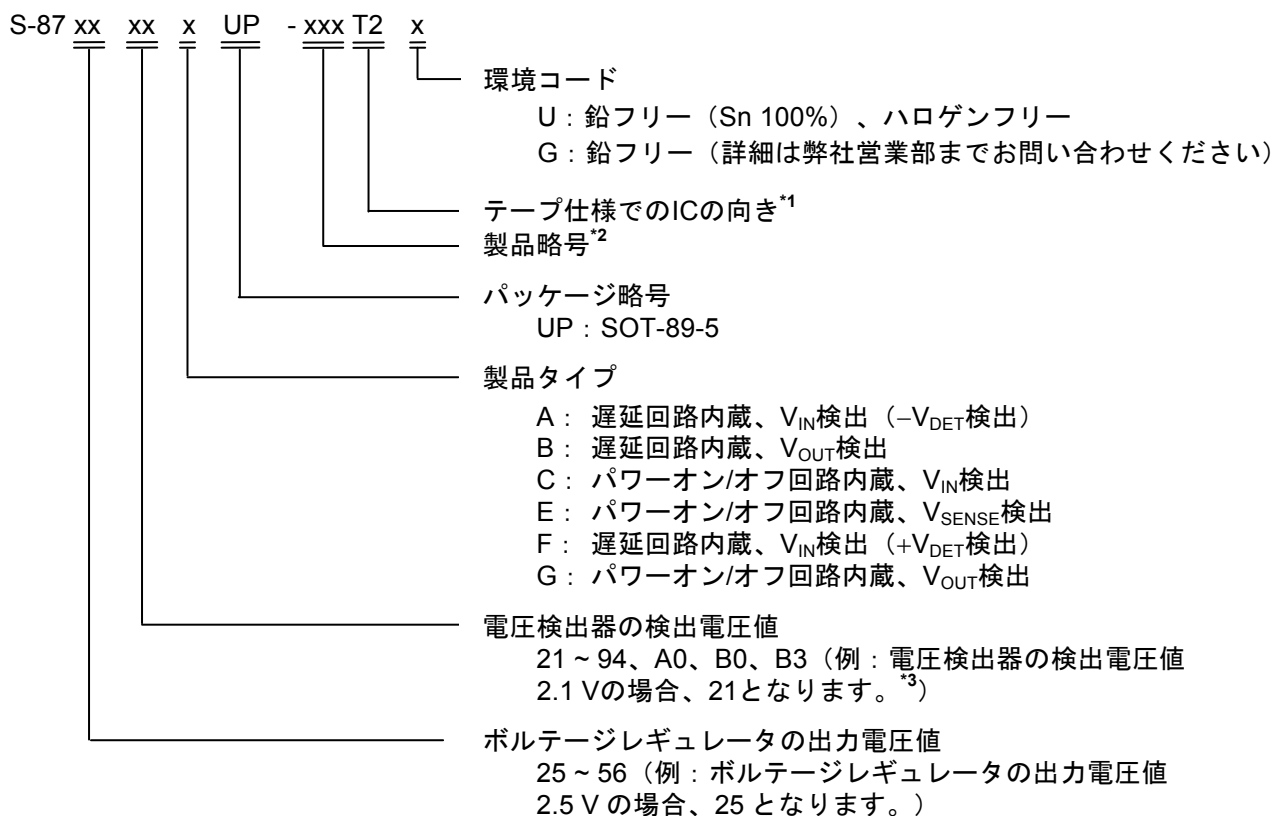 S-87 xx xx x UP - xxx T2 x
環境コード
U：鉛フリー（Sn 100%）、ハロゲンフリー
G：鉛フリー（詳細は弊社営業部までお問い合わせください）
テープ仕様でのICの向き*1
製品略号*2
パッケージ略号
UP：SOT-89-5
製品タイプ
A： 遅延回路内蔵、VIN検出（−VDET検出）
B： 遅延回路内蔵、VOUT検出
C： パワーオン/オフ回路内蔵、VIN検出
E： パワーオン/オフ回路内蔵、VSENSE検出
F： 遅延回路内蔵、VIN検出（+VDET検出）
G： パワーオン/オフ回路内蔵、VOUT検出
電圧検出器の検出電圧値
21 ~ 94、A0、B0、B3（例：電圧検出器の検出電圧値
2.1 Vの場合、21となります。*3）
ボルテージレギュレータの出力電圧値
25 ~ 56（例：ボルテージレギュレータの出力電圧値
2.5 V の場合、25 となります。）